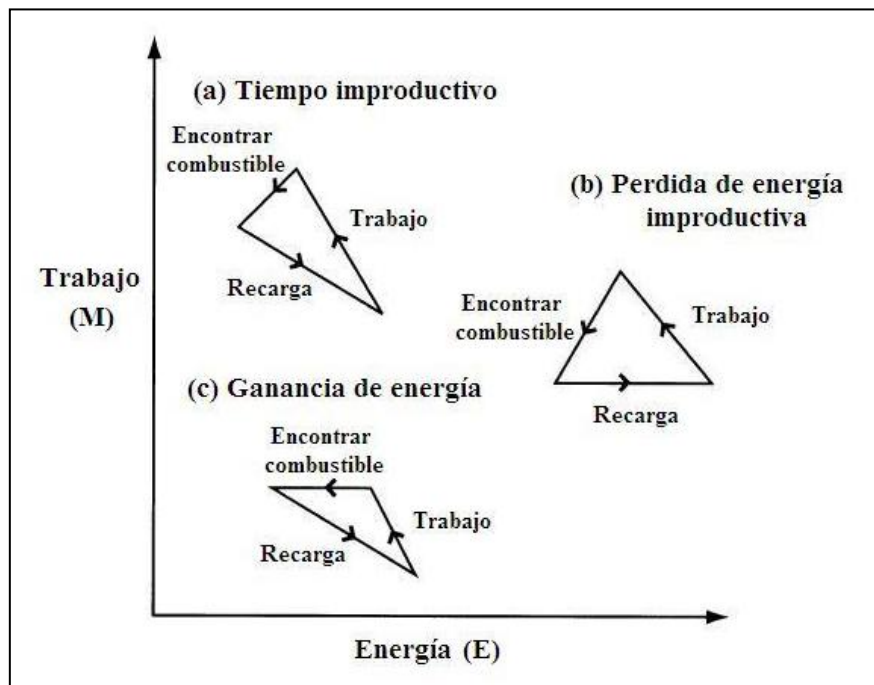 (a) Tiempo improductivo
Encontrar
combustible
Trabajo
Recarga
(b) Perdida de energía
improductiva
Encontrar
combustible
Trabajo
Recarga
Trabajo
(M)
(c) Ganancia de energía
Encontrar
combustible
Trabajo
Recarga
Energía (E)